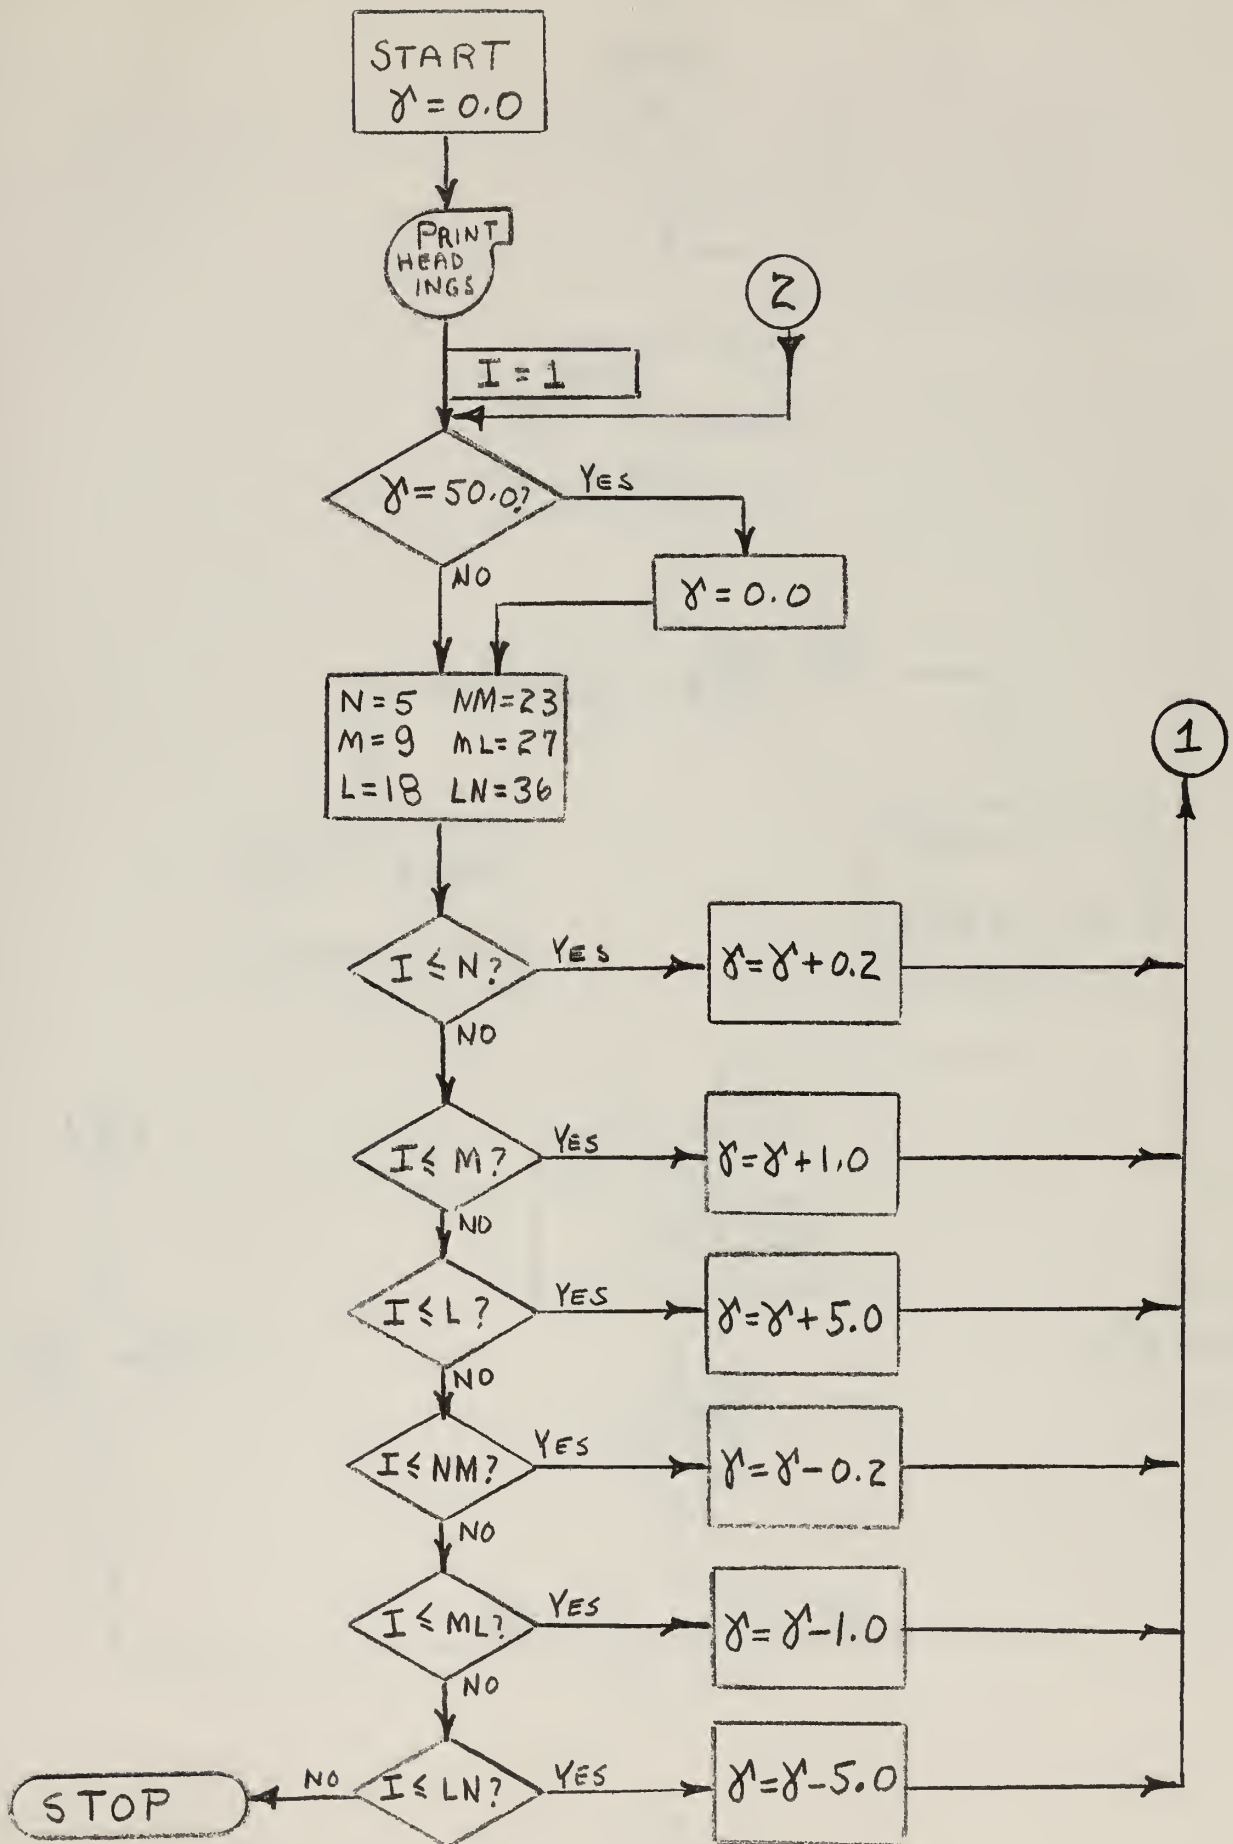 START
γ = 0.0
PRINT
HEAD
INGS
2
I = 1
γ = 50.0?
YES
NO
γ = 0.0
N = 5 NM = 23
M = 9 ML = 27
L = 18 LN = 36
1
I ≤ N?
YES
γ = γ + 0.2
NO
I ≤ M?
YES
γ = γ + 1.0
NO
I ≤ L?
YES
γ = γ + 5.0
NO
I ≤ NM?
YES
γ = γ - 0.2
NO
I ≤ ML?
YES
γ = γ - 1.0
NO
I ≤ LN?
YES
γ = γ - 5.0
NO
STOP